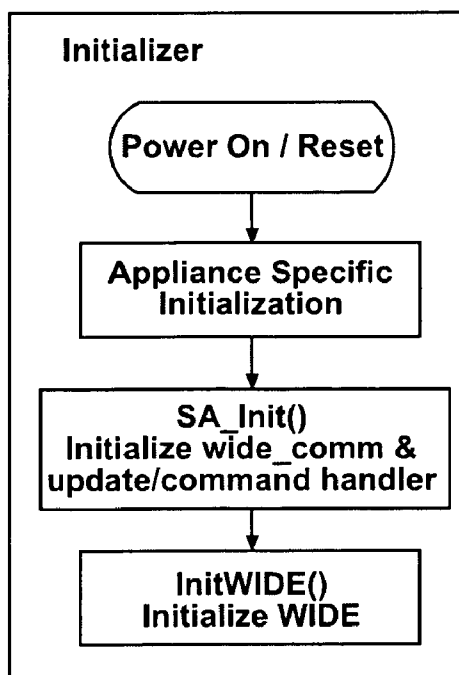 Initializer
Power On / Reset
Appliance Specific
Initialization
SA_Init()
Initialize wide_comm &
update/command handler
InitWIDE()
Initialize WIDE